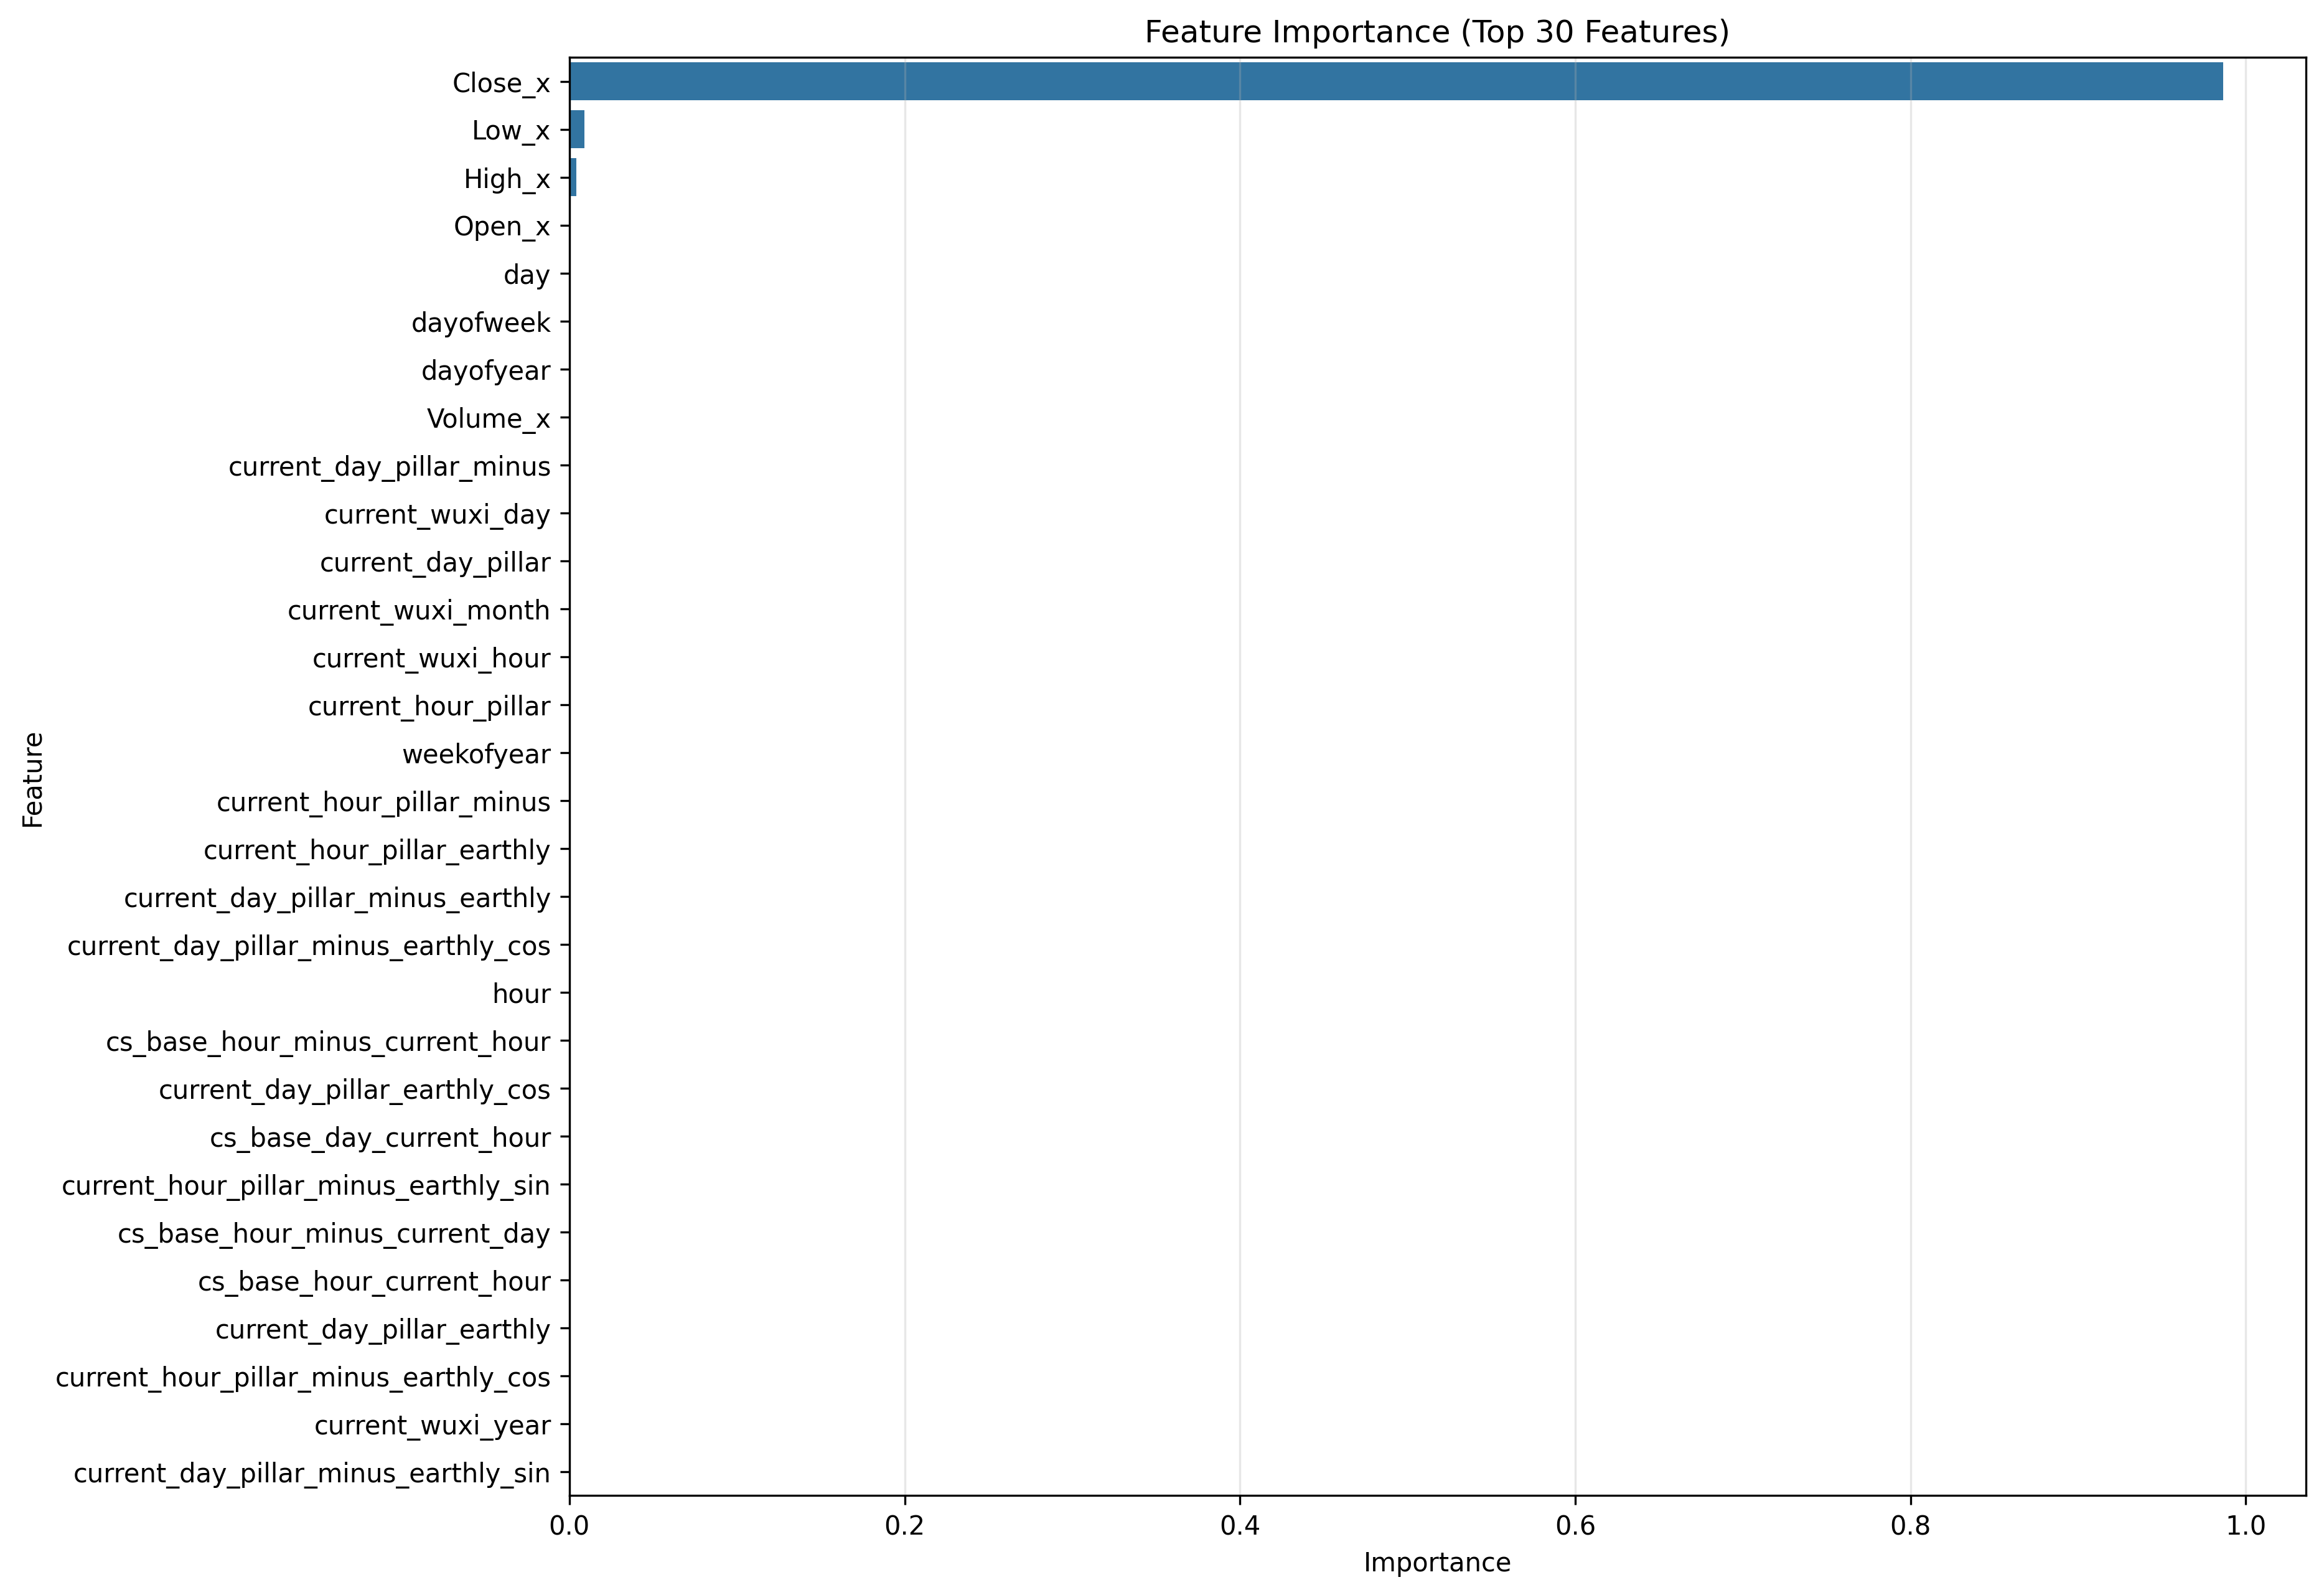 Feature Importance (Top 30 Features)
Close_x
Low_x
High_x
Open_x
day
dayofweek
dayofyear
Volume_x
current_day_pillar_minus
current_wuxi_day
current_day_pillar
current_wuxi_month
current_wuxi_hour
current_hour_pillar
weekofyear
current_hour_pillar_minus
current_hour_pillar_earthly
current_day_pillar_minus_earthly
current_day_pillar_minus_earthly_cos
hour
cs_base_hour_minus_current_hour
current_day_pillar_earthly_cos
cs_base_day_current_hour
current_hour_pillar_minus_earthly_sin
cs_base_hour_minus_current_day
cs_base_hour_current_hour
current_day_pillar_earthly
current_hour_pillar_minus_earthly_cos
current_wuxi_year
current_day_pillar_minus_earthly_sin
Feature
0.0 0.2 0.4 0.6 0.8 1.0
Importance